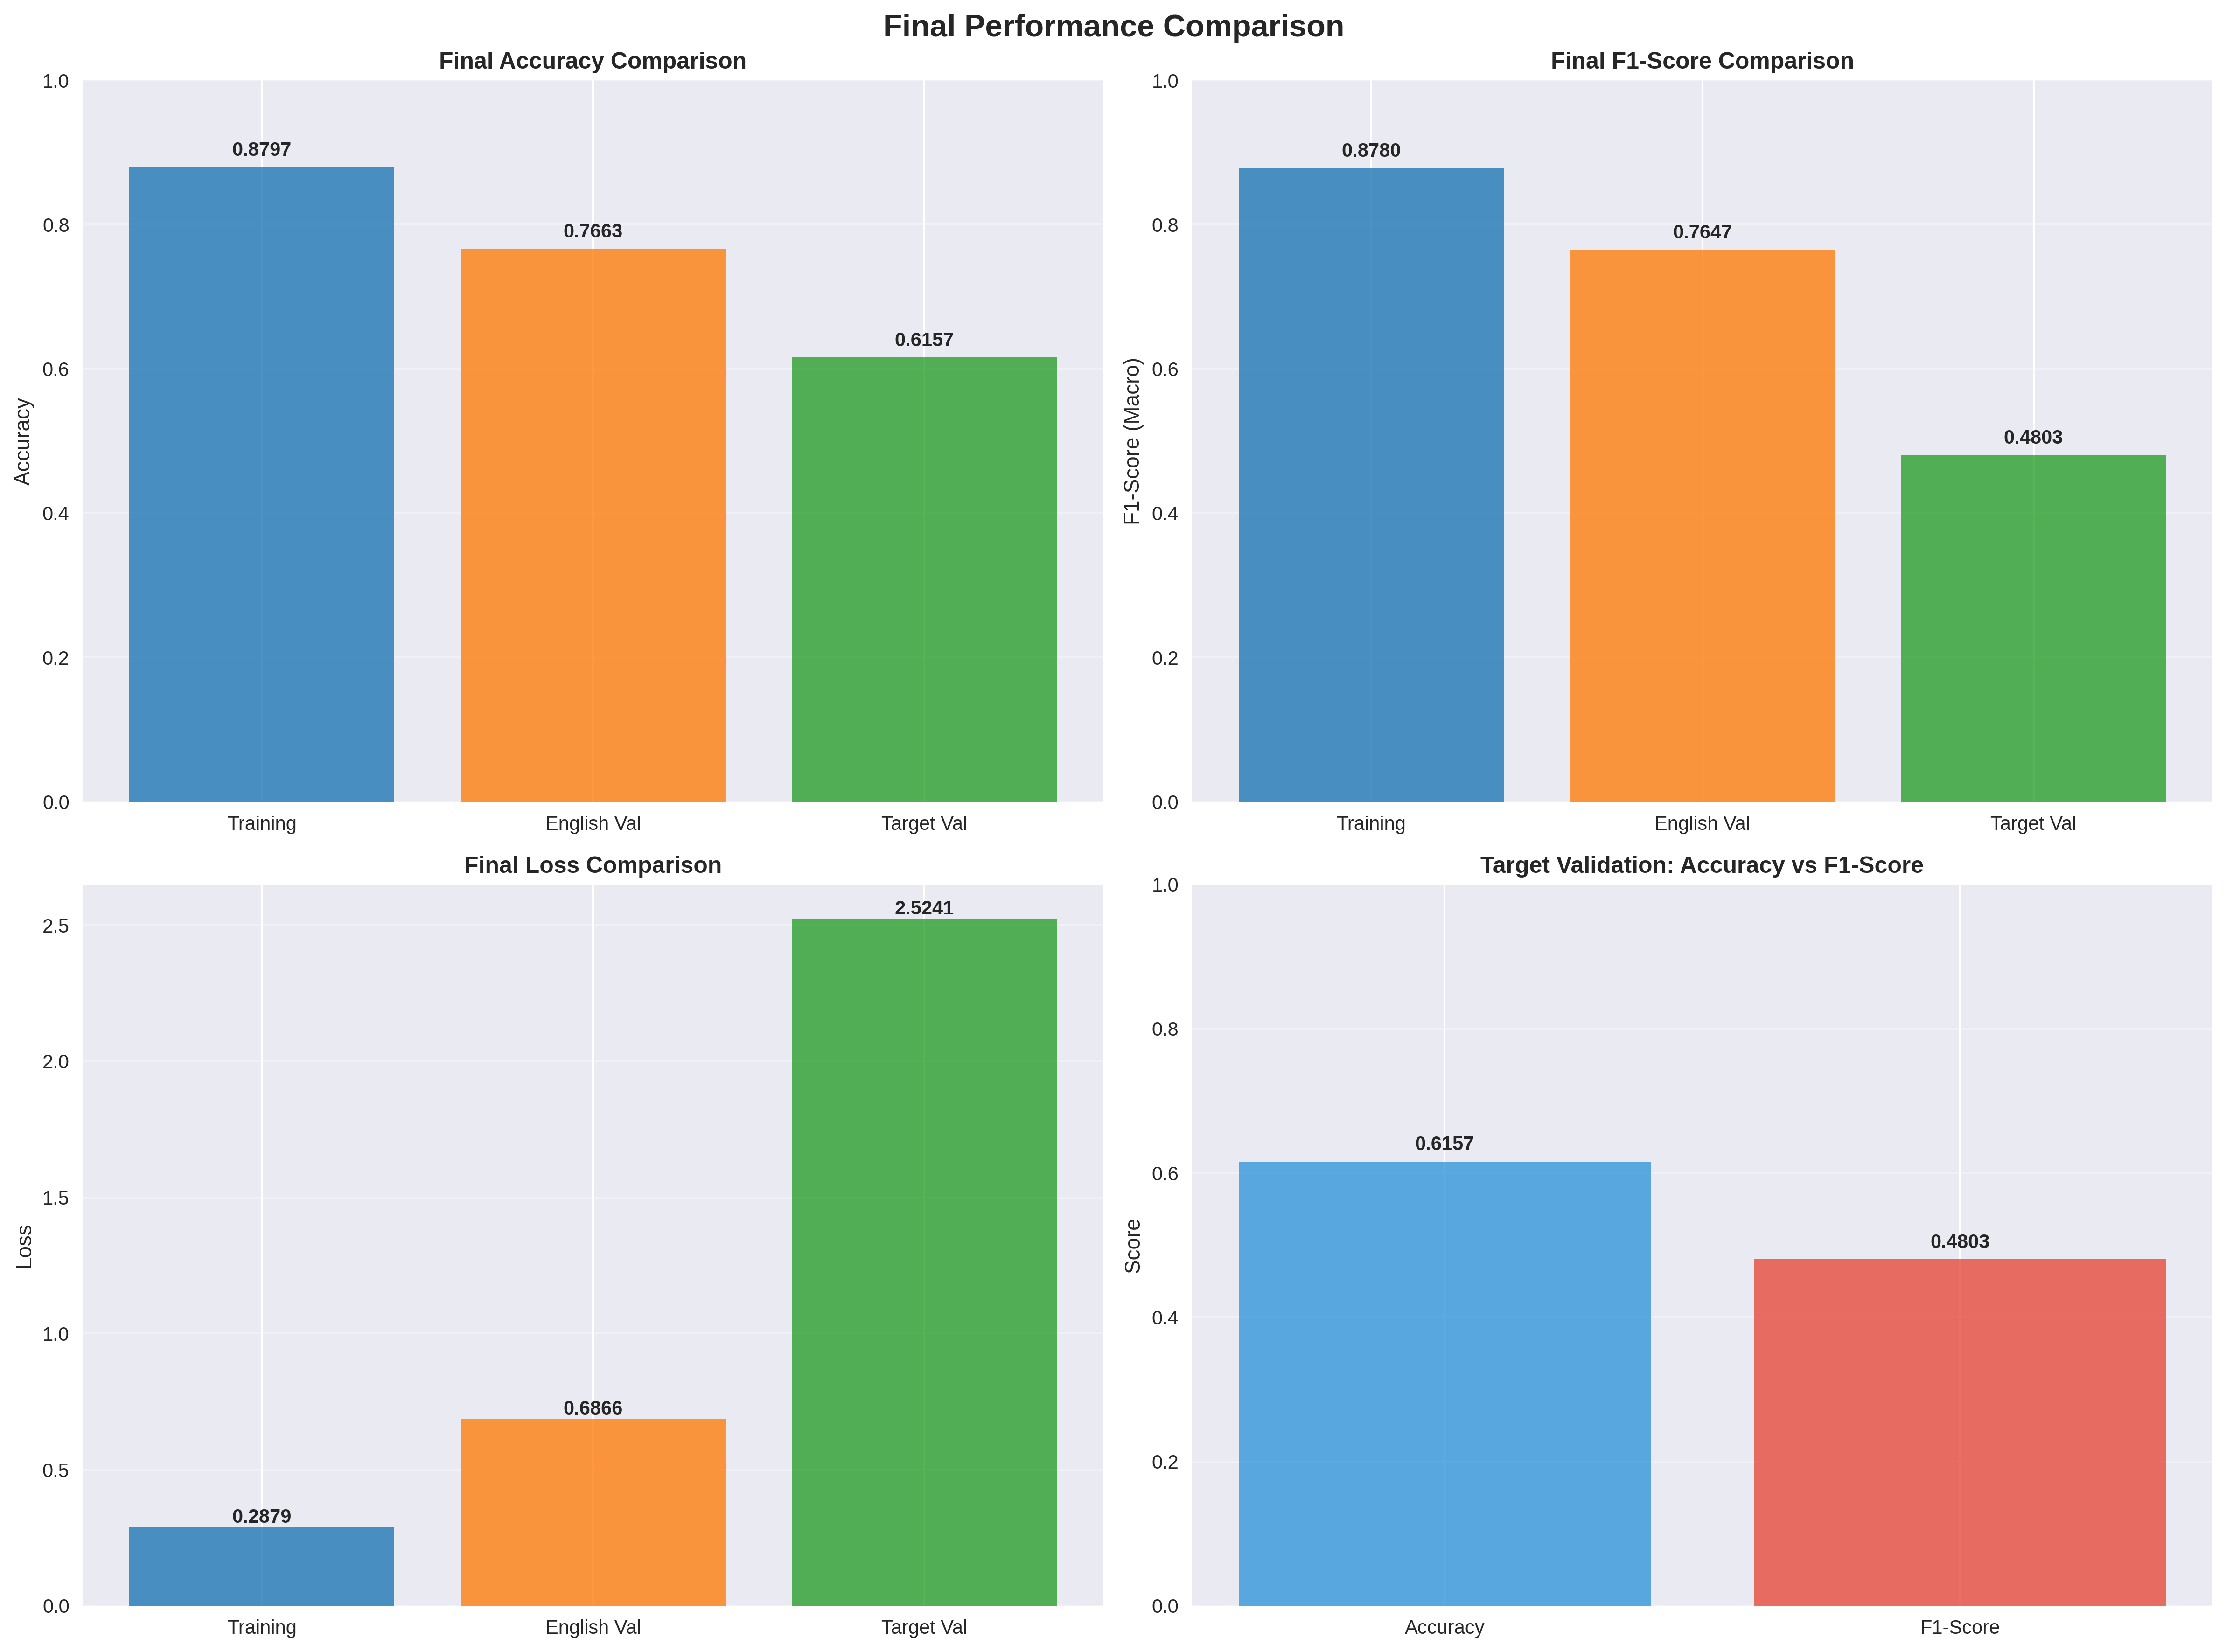 Final Performance Comparison
Final Accuracy Comparison
1.0
0.8
0.6
0.4
0.2
0.0
Accuracy
0.8797
0.7663
0.6157
Training
English Val
Target Val
Final F1-Score Comparison
1.0
0.8
0.6
0.4
0.2
0.0
F1-Score (Macro)
0.8780
0.7647
0.4803
Training
English Val
Target Val
Final Loss Comparison
2.5
2.0
1.5
1.0
0.5
0.0
Loss
0.2879
0.6866
2.5241
Training
English Val
Target Val
Target Validation: Accuracy vs F1-Score
1.0
0.8
0.6
0.4
0.2
0.0
Score
0.6157
0.4803
Accuracy
F1-Score